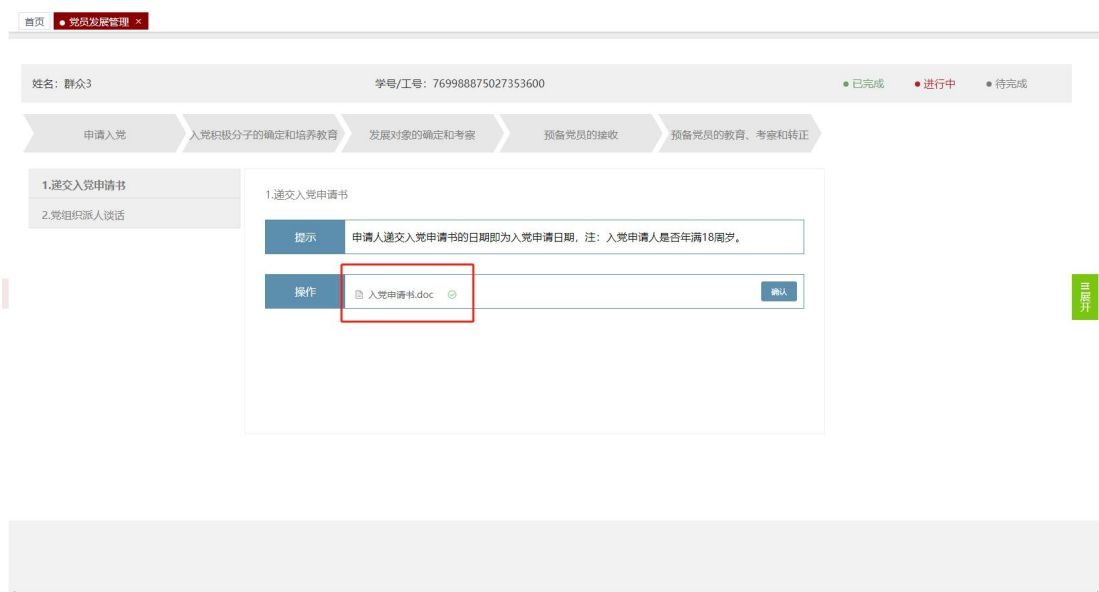 首页 ● 党员发展管理 ×
姓名：群众3 学号/工号：769988875027353600 ●已完成 ●进行中 ●待完成
申请入党 入党积极分子的确定和培养教育 发展对象的确定和考察 预备党员的接收 预备党员的教育、考察和转正
1.递交入党申请书
2.党组织派人谈话
1.递交入党申请书
提示 申请人递交入党申请书的日期即为入党申请日期，注：入党申请人是否年满18周岁。
操作 入党申请书.doc 确认
展开